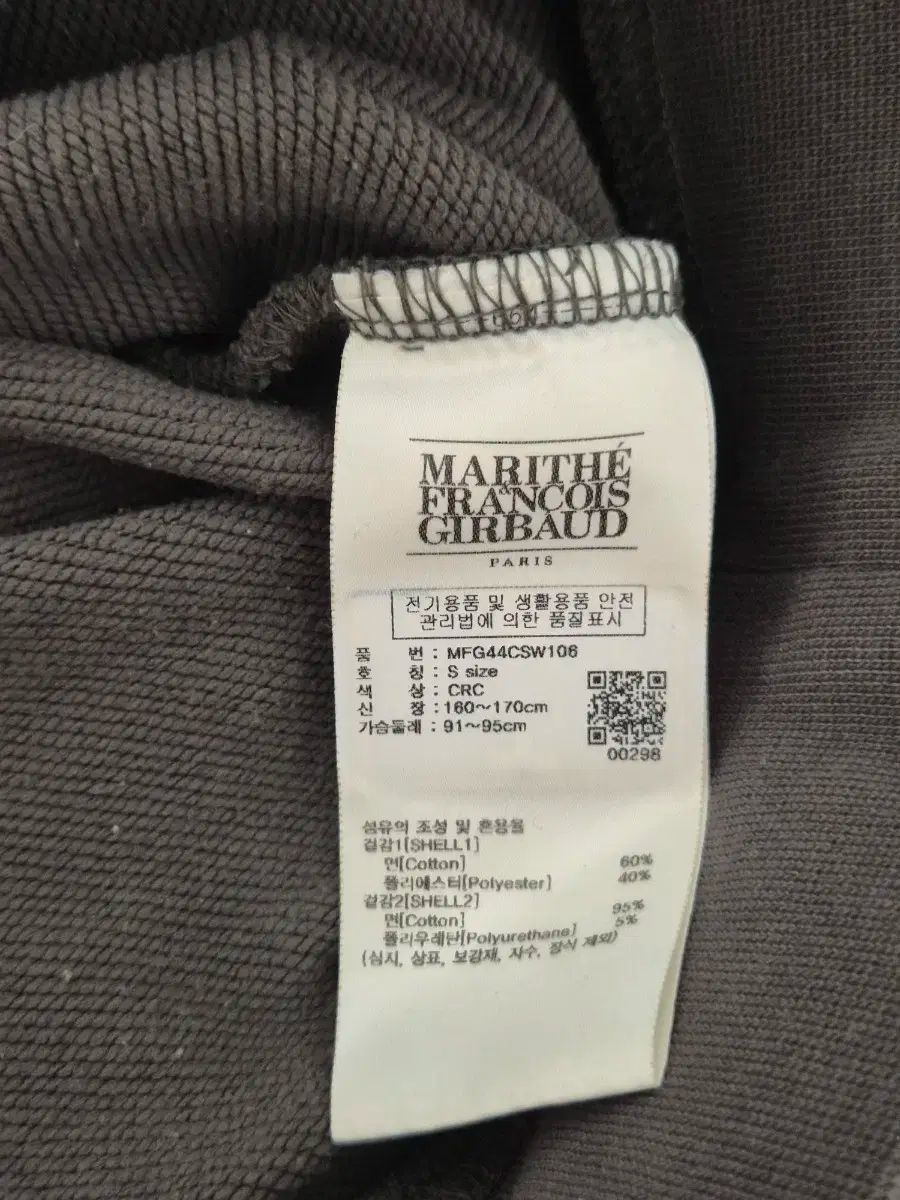 MARITHÉ
&
FRANCOIS
GIRBAUD
PARIS
전기용품 및 생활용품 안전
관리법에 의한 품질표시
품 번 : MFG44CSW106
호 칭 : S size
색 상 : CRC
신 장 : 160~170cm
가슴둘레 : 91~95cm
00298
섬유의 조성 및 혼용율
겉감1[SHELL1]
면[Cotton] 60%
폴리에스터[Polyester] 40%
겉감2[SHELL2]
면[Cotton] 95%
폴리우레탄[Polyurethane] 5%
(심지, 상표, 보강재, 자수, 장식 제외)